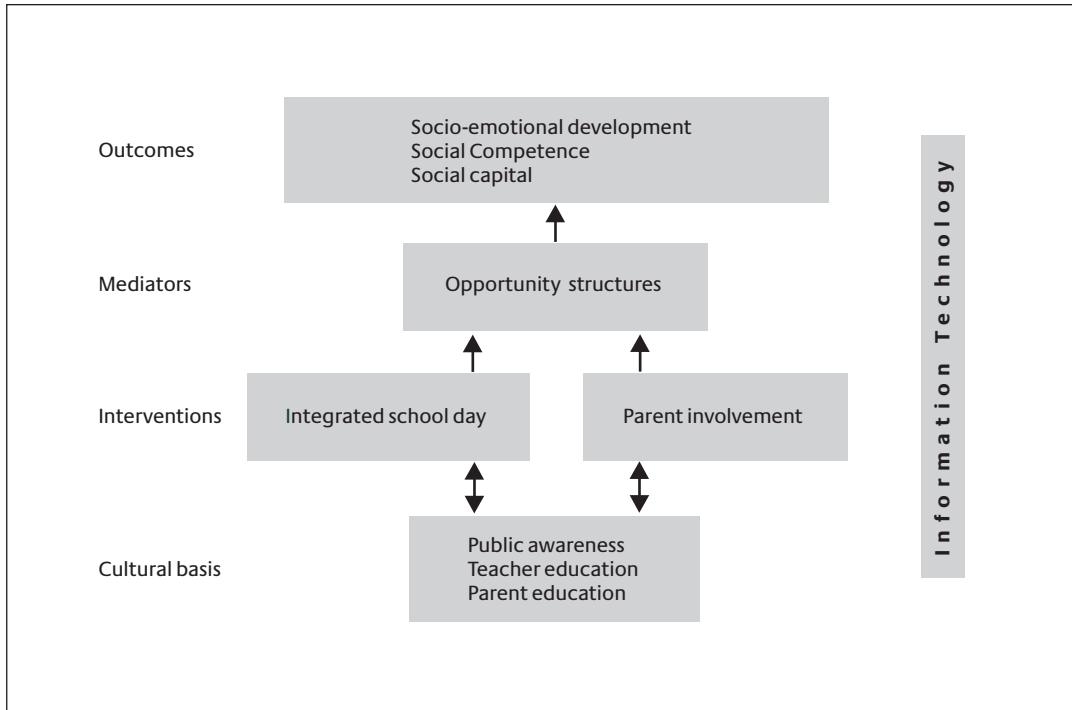 Outcomes
Socio-emotional development
Social Competence
Social capital
Mediators
Opportunity structures
Interventions
Integrated school day
Parent involvement
Cultural basis
Public awareness
Teacher education
Parent education
Information Technology